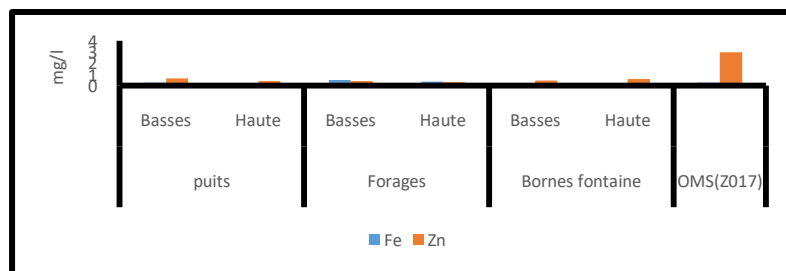 mg/l
4
3
2
1
0
Basses Haute Basses Haute Basses Haute
puits Forages Bornes fontaine OMS(Z017)
Fe Zn